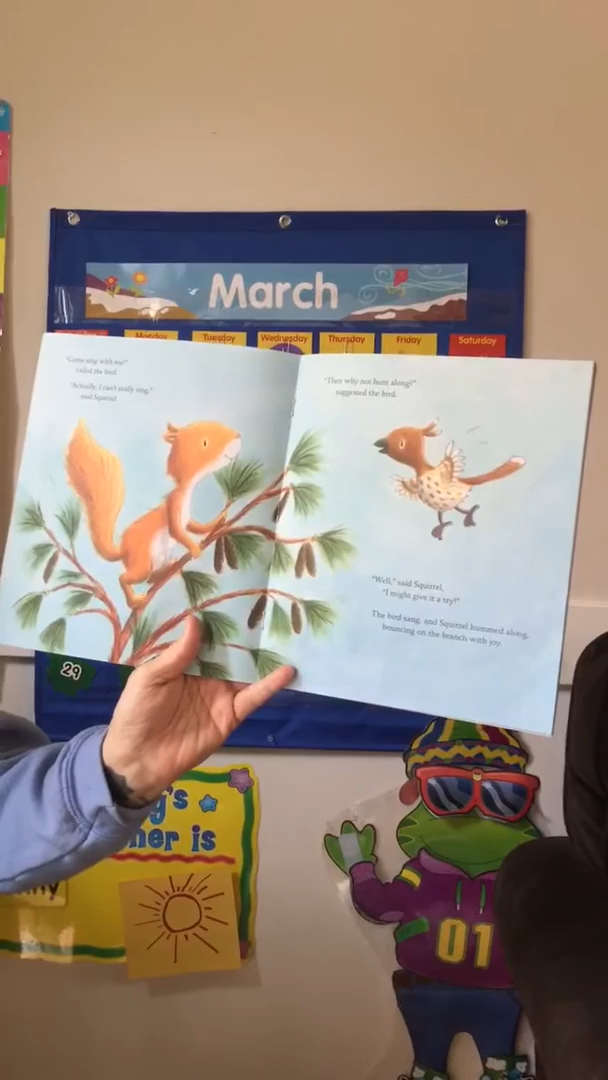 March
Monday
Tuesday
Wednesday
Thursday
Friday
Saturday
"Come sing with me!"
called the bird.
"Actually, I can't really sing,"
said Squirrel.
"Then why not hum along?"
suggested the bird.
"Well," said Squirrel,
"I might give it a try!"
The bird sang, and Squirrel hummed along,
bouncing on the branch with joy.
29
is
01